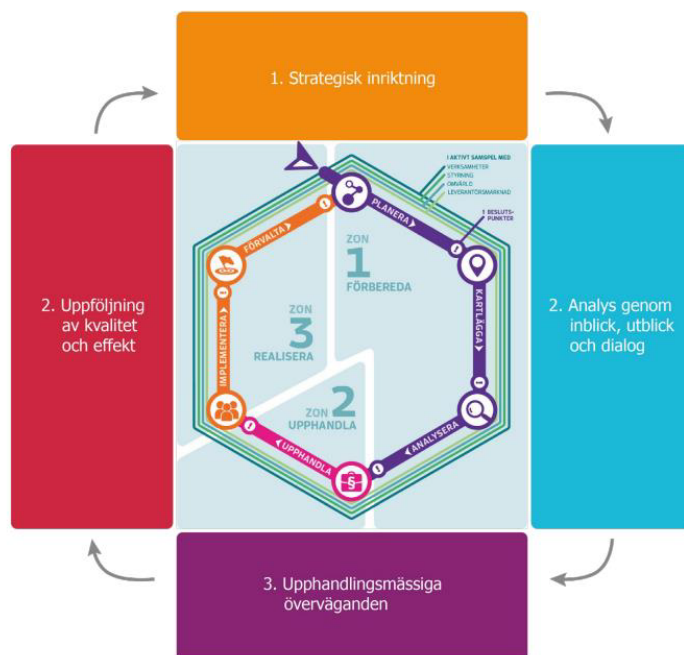 1. Strategisk inriktning
I AKTIVT SAMSPEL MED
VERKSAMHETER
STYRNING
OMVÄRLD
LEVERANTÖRSMARKNAD
! BESLUTS-
PUNKTER
PLANERA
KARTLÄGGA
ANALYSERA
UPPHANDLA
IMPLEMENTERA
FÖRVALTA
ZON
1
FÖRBEREDA
ZON
3
REALISERA
ZON 2
UPPHANDLA
§
2. Analys genom
inblick, utblick
och dialog
3. Upphandlingsmässiga
överväganden
2. Uppföljning
av kvalitet
och effekt